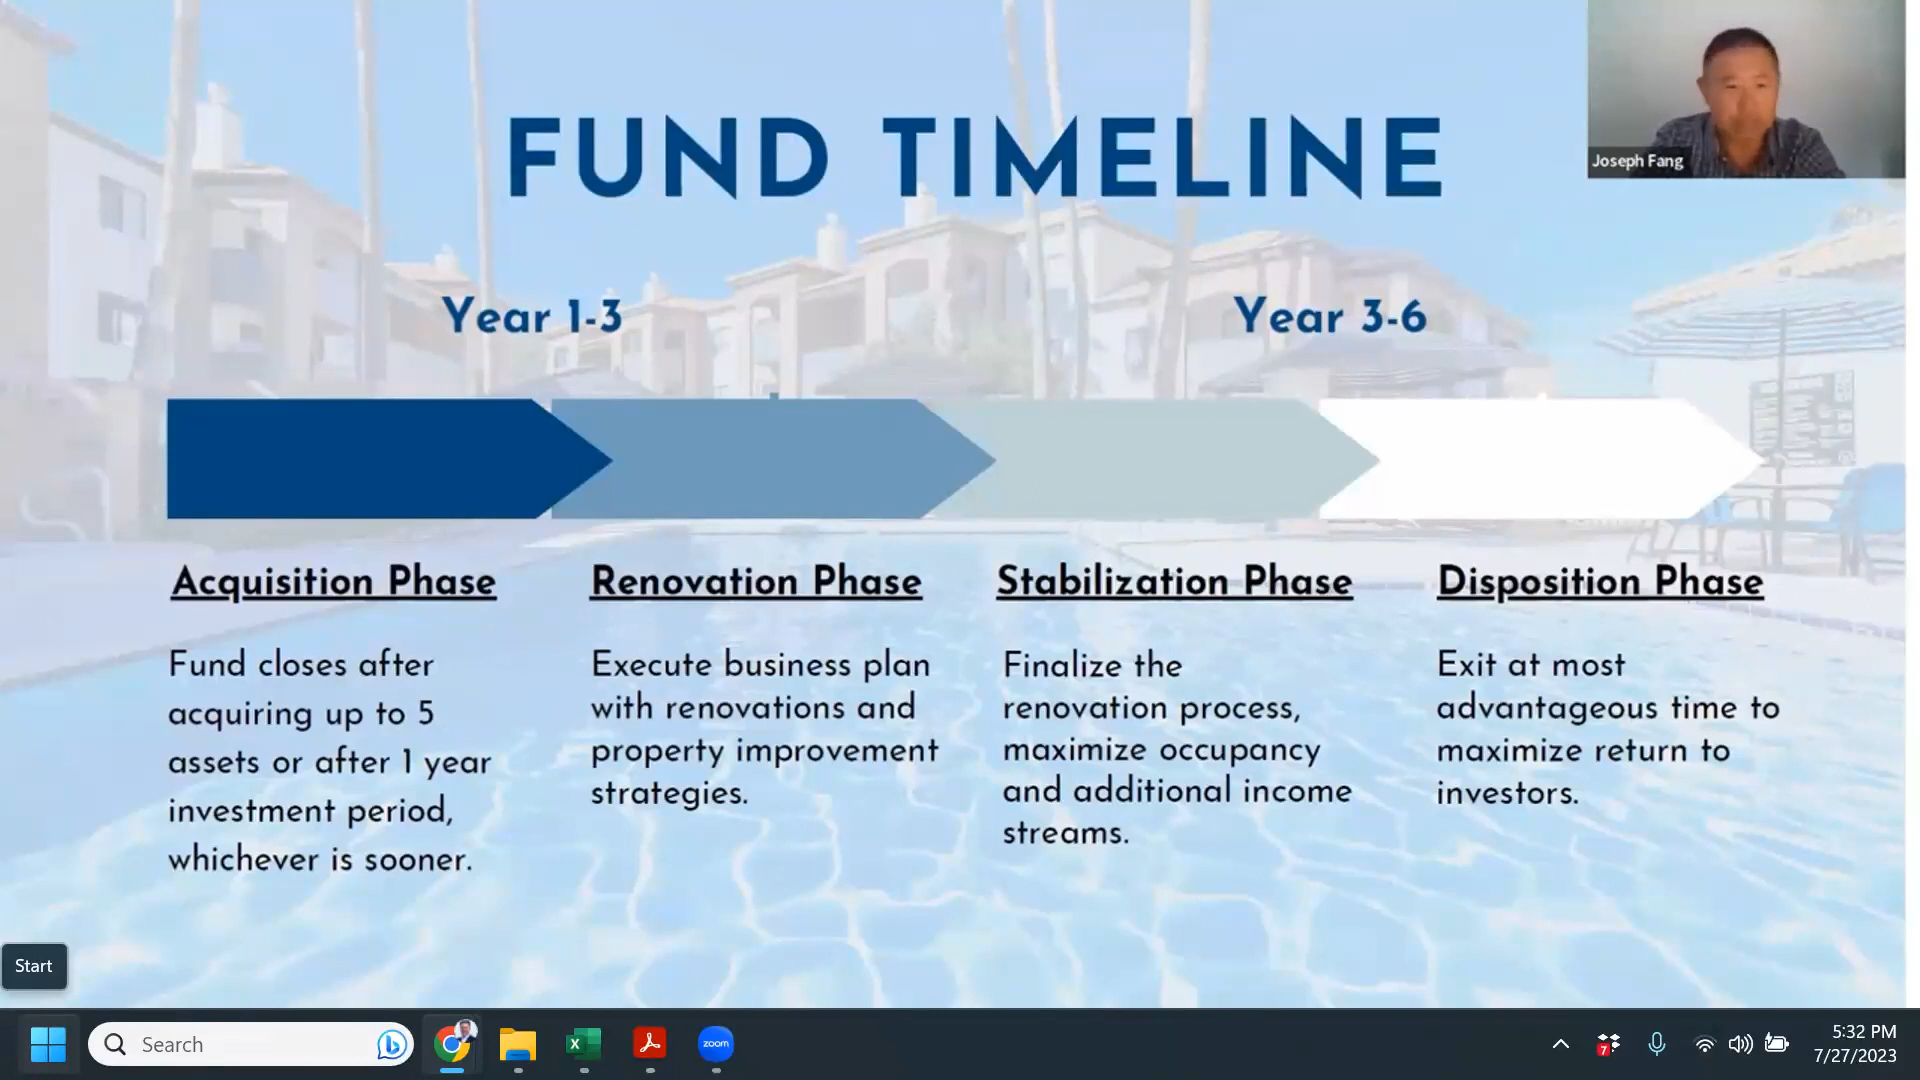 FUND TIMELINE
Joseph Fang
Year 1-3
Year 3-6
Acquisition Phase
Fund closes after
acquiring up to 5
assets or after 1 year
investment period,
whichever is sooner.
Renovation Phase
Execute business plan
with renovations and
property improvement
strategies.
Stabilization Phase
Finalize the
renovation process,
maximize occupancy
and additional income
streams.
Disposition Phase
Exit at most
advantageous time to
maximize return to
investors.
Start
Search
zoom
7
5:32 PM
7/27/2023